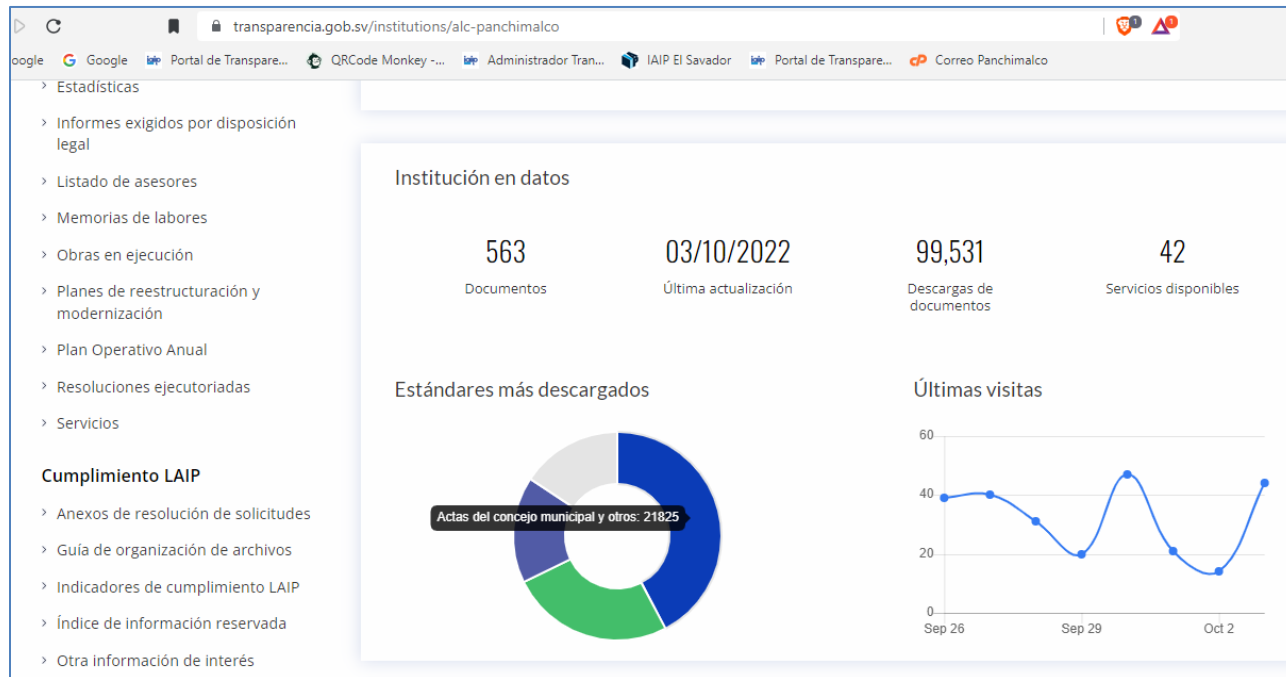 transparencia.gob.sv/institutions/alc-panchimalco
1
1
oogle
Google
Portal de Transpare...
QRCode Monkey -...
Administrador Tran...
IAIP El Savador
Portal de Transpare...
Correo Panchimalco
Estadísticas
Informes exigidos por disposición
legal
Listado de asesores
Memorias de labores
Obras en ejecución
Planes de reestructuración y
modernización
Plan Operativo Anual
Resoluciones ejecutoriadas
Servicios
Cumplimiento LAIP
Anexos de resolución de solicitudes
Guía de organización de archivos
Indicadores de cumplimiento LAIP
Índice de información reservada
Otra información de interés
Institución en datos
563
Documentos
03/10/2022
Última actualización
99,531
Descargas de
documentos
42
Servicios disponibles
Estándares más descargados
Actas del concejo municipal y otros: 21825
Últimas visitas
60
40
20
0
Sep 26
Sep 29
Oct 2